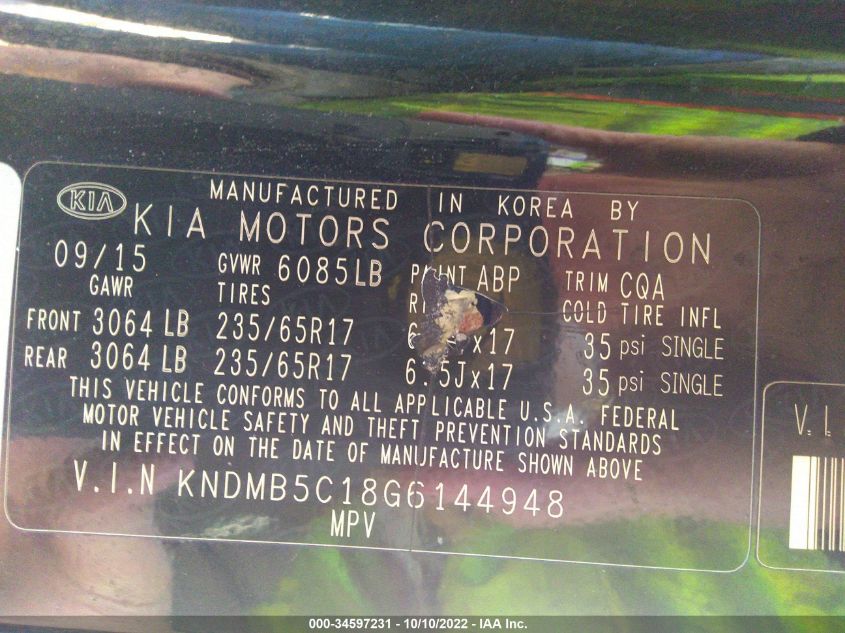 MANUFACTURED IN KOREA BY
KIA KIA MOTORS CORPORATION
09/15 GVWR 6085LB PAINT ABP TRIM CQA
GAWR TIRES COLD TIRE INFL
FRONT 3064 LB 235/65R17 35 psi SINGLE
REAR 3064 LB 235/65R17 6.5Jx17 35 psi SINGLE
THIS VEHICLE CONFORMS TO ALL APPLICABLE U.S.A. FEDERAL
MOTOR VEHICLE SAFETY AND THEFT PREVENTION STANDARDS
IN EFFECT ON THE DATE OF MANUFACTURE SHOWN ABOVE
V.I.N KNDMB5C18G6144948
MPV
V.I.
000-34597231 - 10/10/2022 - IAA Inc.